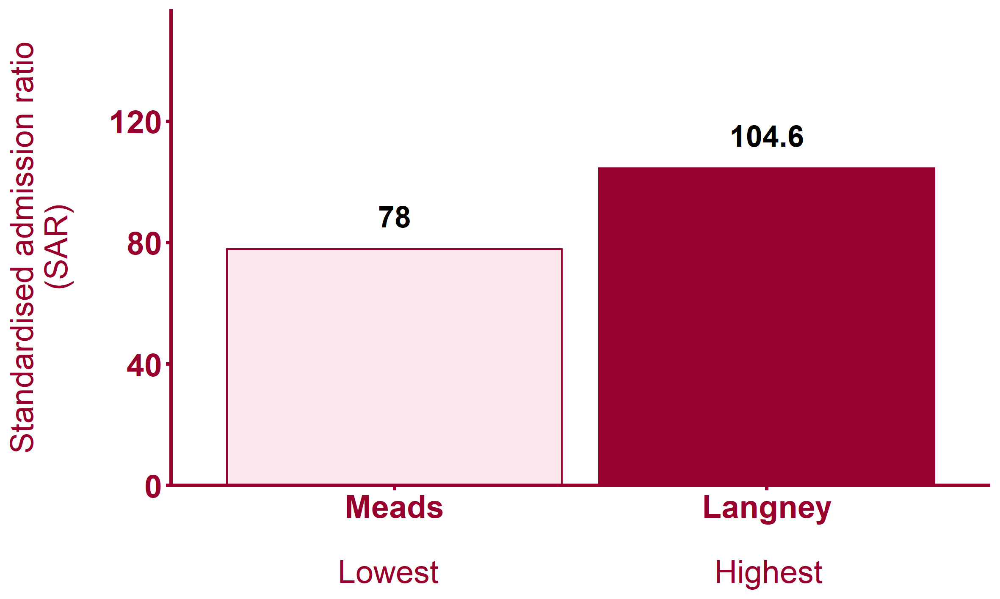 Standardised admission ratio
(SAR)
120
80
40
0
78
104.6
Meads
Langney
Lowest
Highest